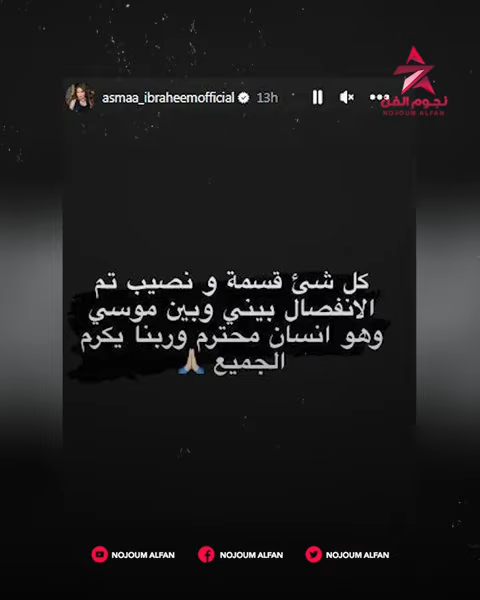 نجوم الفن
NOJOUM ALFAN
asmaa_ibraheemofficial 13h
كل شئ قسمة و نصيب تم
الانفصال بيني وبين موسي
وهو انسان محترم وربنا يكرم
الجميع 🙏🏻
NOJOUM ALFAN NOJOUM ALFAN NOJOUM ALFAN